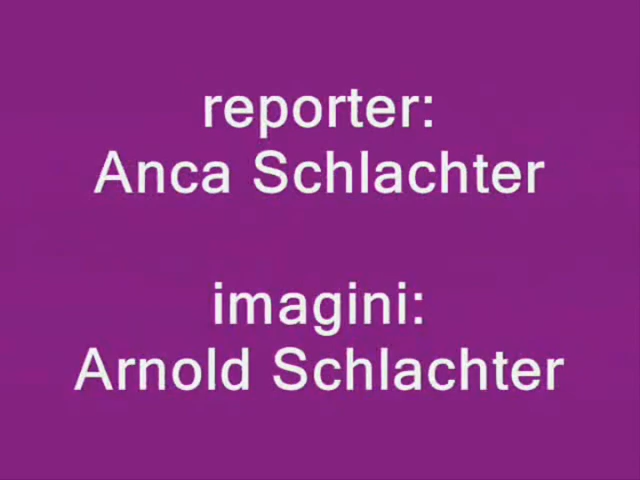 reporter:
Anca Schlachter
imagini:
Arnold Schlachter